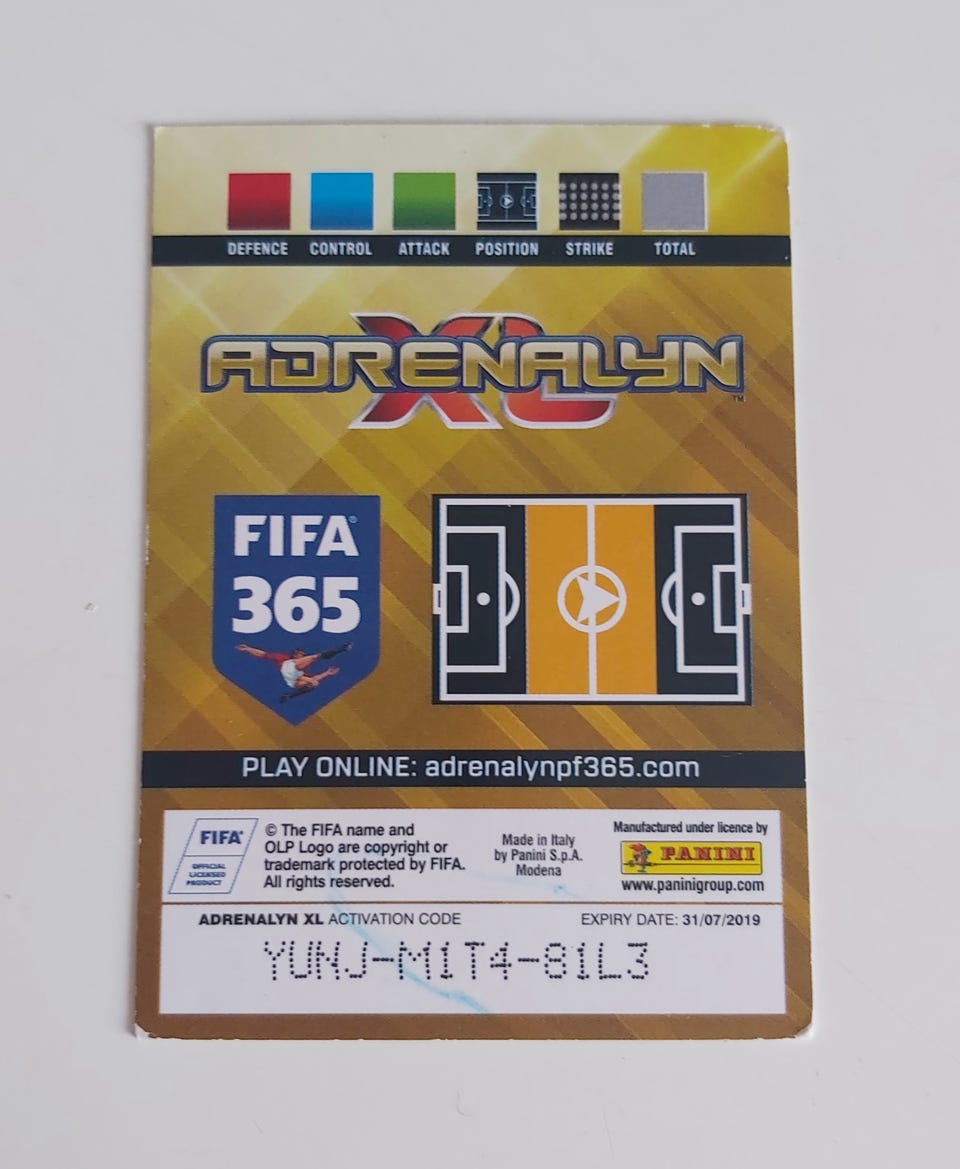 DEFENCE CONTROL ATTACK POSITION STRIKE TOTAL
ADRENALYN XL™
FIFA®
365
PLAY ONLINE: adrenalynpf365.com
FIFA®
OFFICIAL
LICENSED
PRODUCT
© The FIFA name and
OLP Logo are copyright or
trademark protected by FIFA.
All rights reserved.
Made in Italy
by Panini S.p.A.
Modena
Manufactured under licence by
PANINI
www.paninigroup.com
ADRENALYN XL ACTIVATION CODE EXPIRY DATE: 31/07/2019
YUNJ-M1T4-81L3